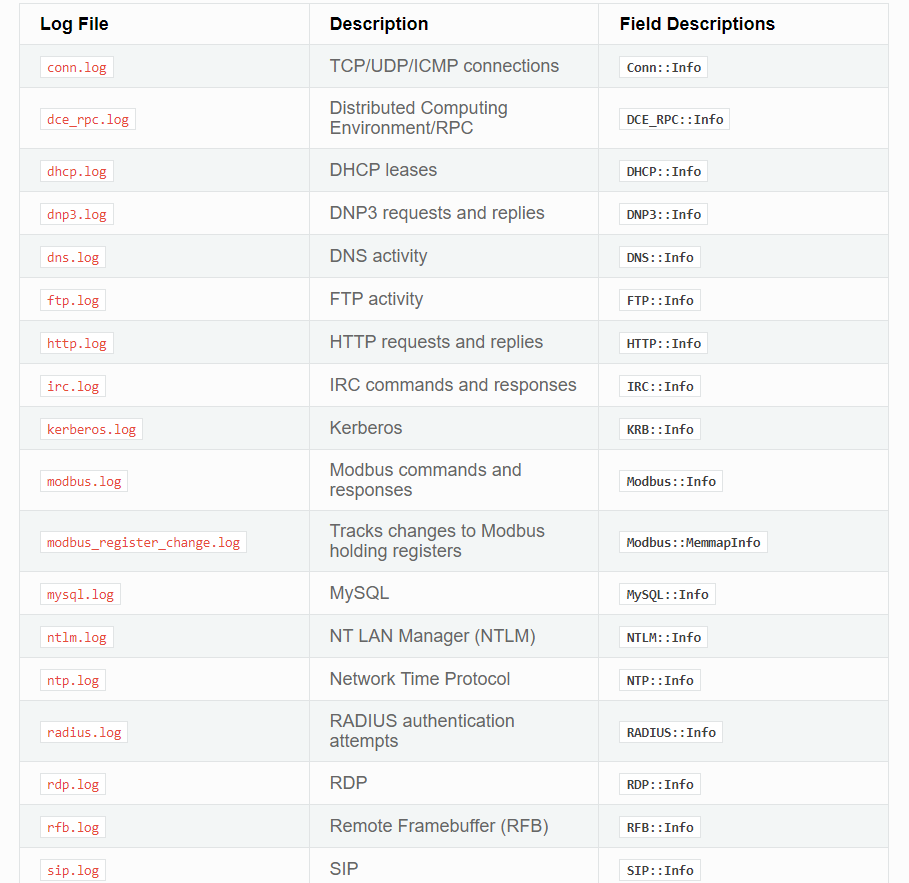 Log File Description Field Descriptions
conn.log TCP/UDP/ICMP connections Conn::Info
dce_rpc.log Distributed Computing
Environment/RPC DCE_RPC::Info
dhcp.log DHCP leases DHCP::Info
dnp3.log DNP3 requests and replies DNP3::Info
dns.log DNS activity DNS::Info
ftp.log FTP activity FTP::Info
http.log HTTP requests and replies HTTP::Info
irc.log IRC commands and responses IRC::Info
kerberos.log Kerberos KRB::Info
modbus.log Modbus commands and
responses Modbus::Info
modbus_register_change.log Tracks changes to Modbus
holding registers Modbus::MemmapInfo
mysql.log MySQL MySQL::Info
ntlm.log NT LAN Manager (NTLM) NTLM::Info
ntp.log Network Time Protocol NTP::Info
radius.log RADIUS authentication
attempts RADIUS::Info
rdp.log RDP RDP::Info
rfb.log Remote Framebuffer (RFB) RFB::Info
sip.log SIP SIP::Info